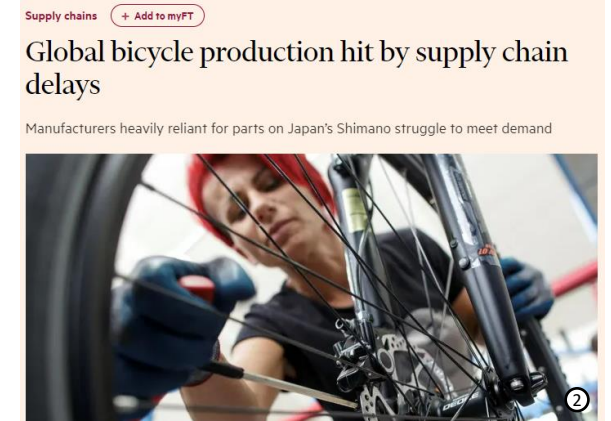 Supply chains + Add to myFT
Global bicycle production hit by supply chain
delays
Manufacturers heavily reliant for parts on Japan's Shimano struggle to meet demand
2